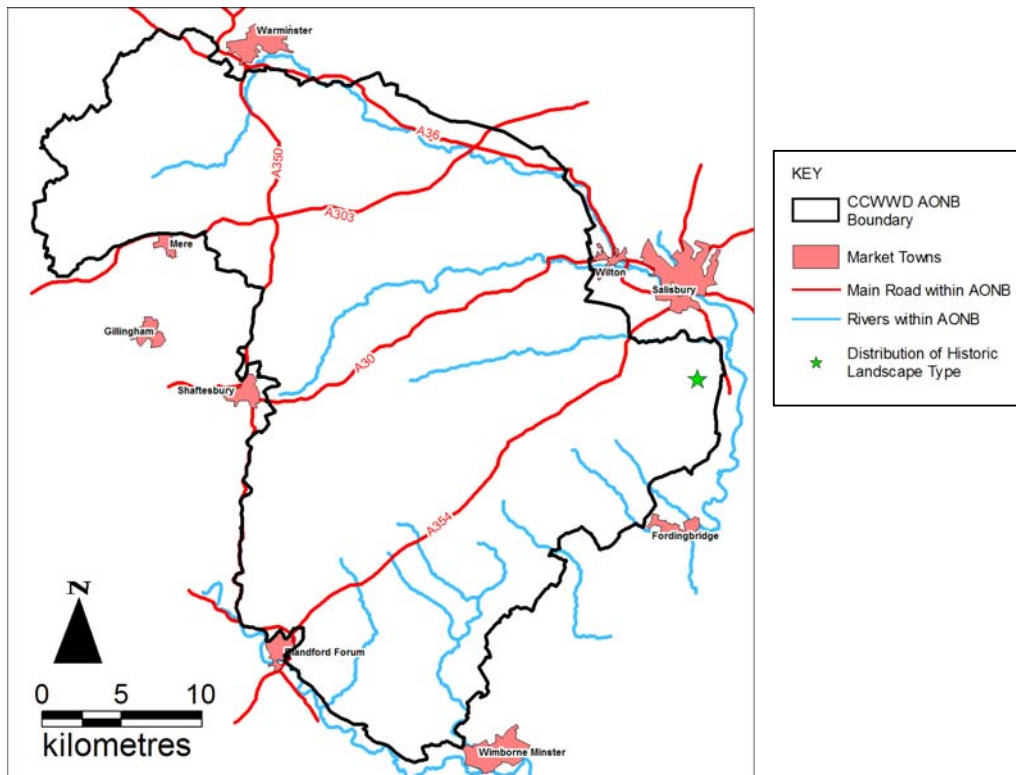 Warminster
A36
A350
A303
Mere
Wilton
Salisbury
Gillingham
A30
Shaftesbury
A354
Fordingbridge
N
Blandford Forum
0 5 10
kilometres
Wimborne Minster
KEY
CCWWD AONB
Boundary
Market Towns
Main Road within AONB
Rivers within AONB
Distribution of Historic
Landscape Type